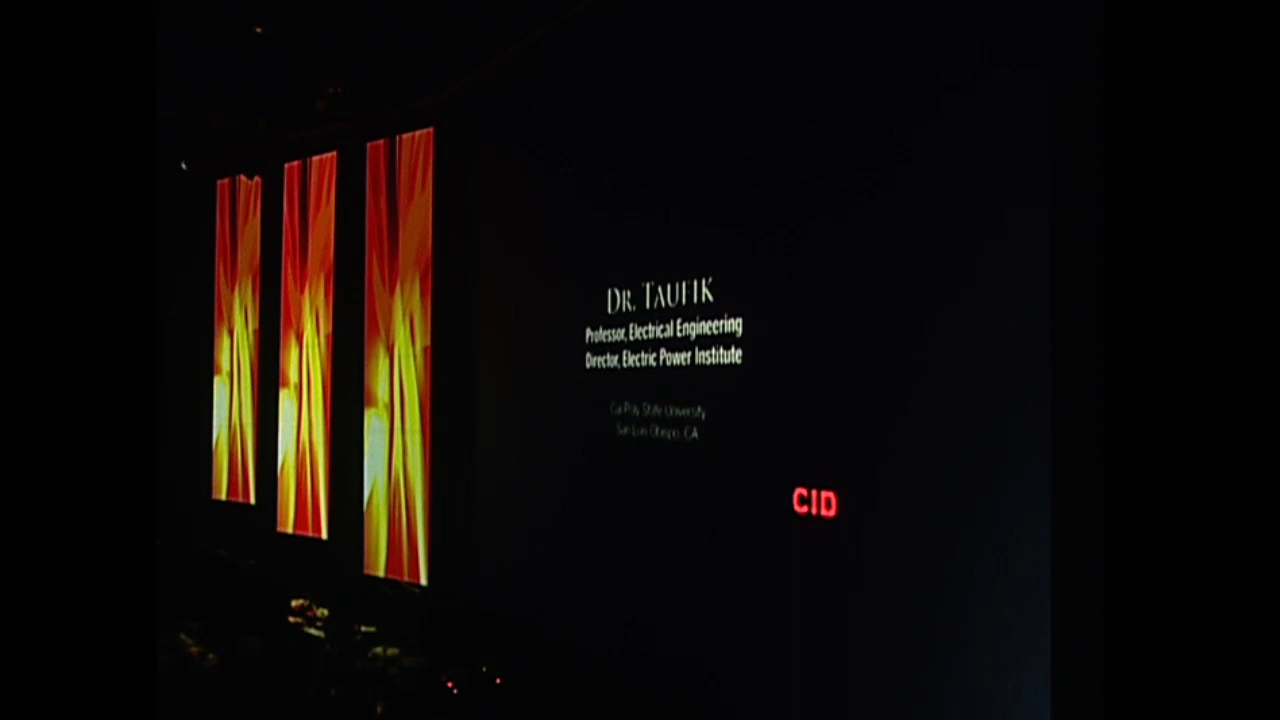 DR. TAUFIK
Professor, Electrical Engineering
Director, Electric Power Institute
Cal Poly State University
San Luis Obispo, CA
CID